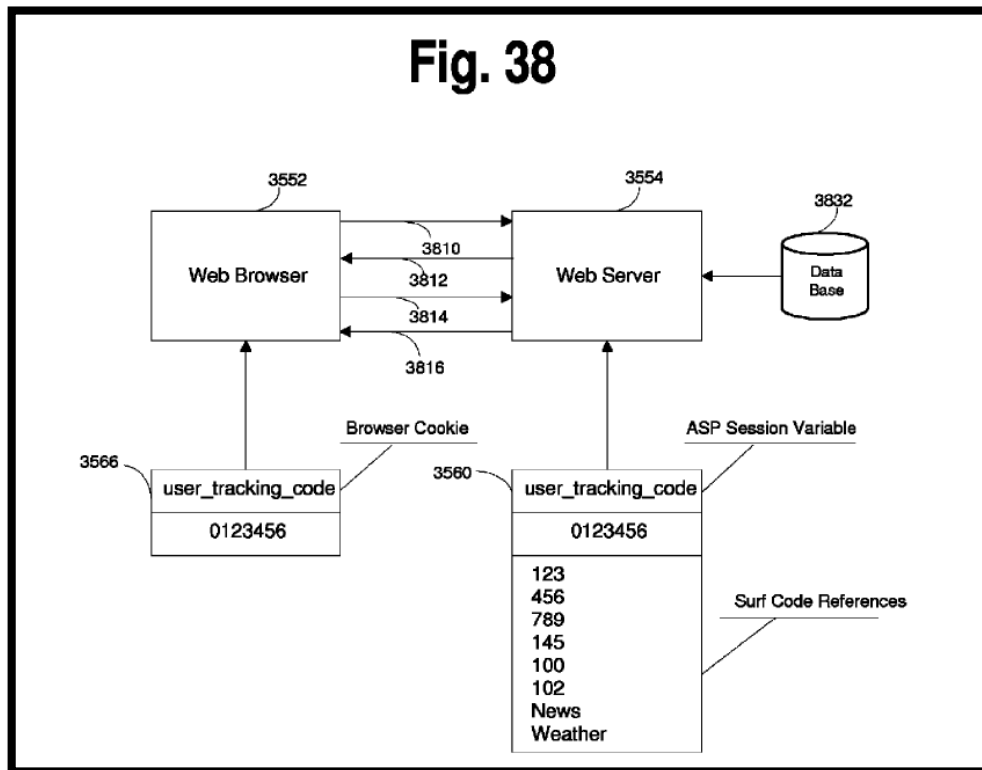 Fig. 38
3552
3554
3832
Web Browser
3810
3812
3814
3816
Web Server
Data
Base
Browser Cookie
ASP Session Variable
3566
user_tracking_code
0123456
3560
user_tracking_code
0123456
123
456
789
145
100
102
News
Weather
Surf Code References